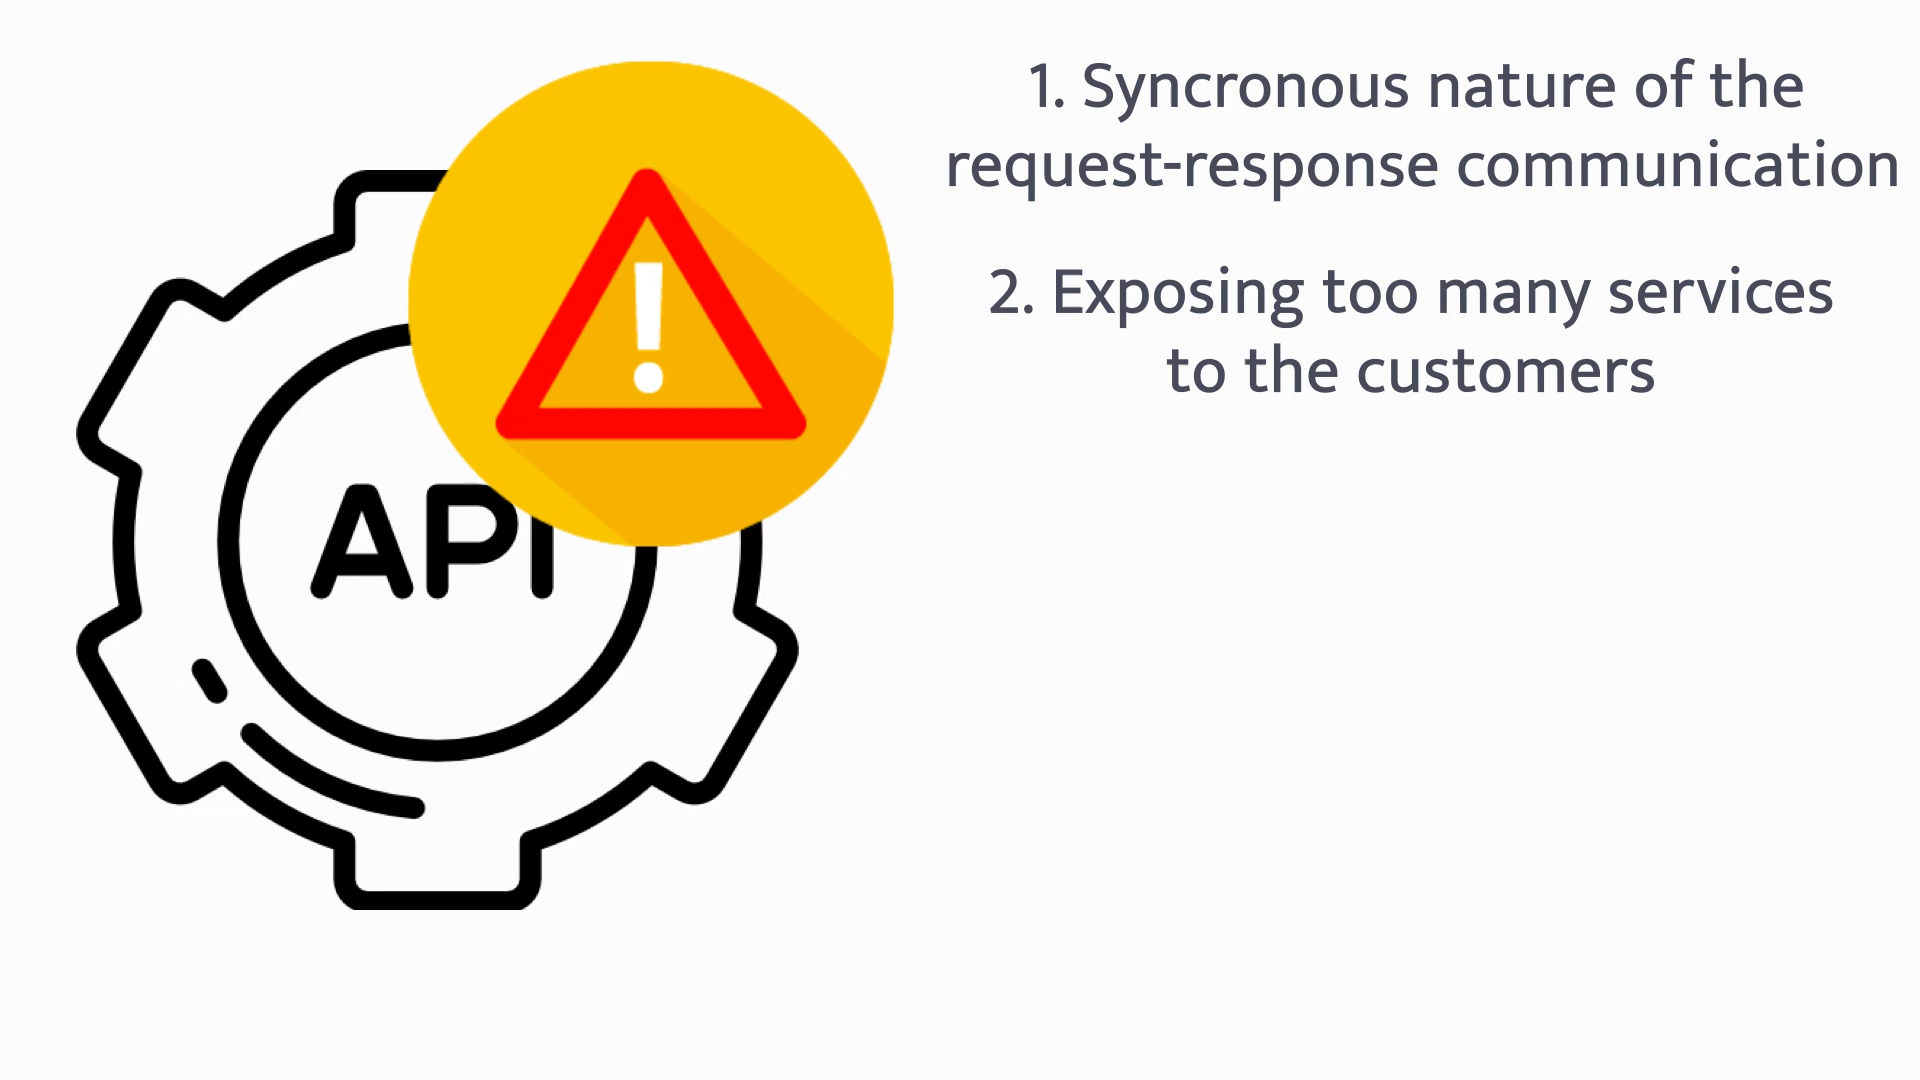 1. Syncronous nature of the
request-response communication
2. Exposing too many services
to the customers
API